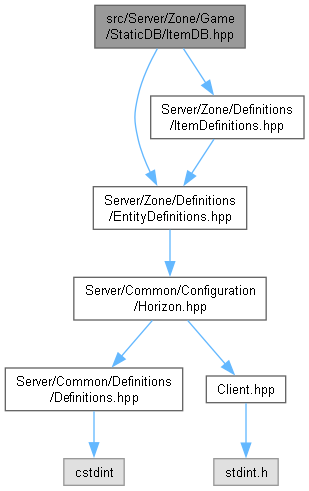 src/Server/Zone/Game
/StaticDB/ItemDB.hpp
Server/Zone/Definitions
/ItemDefinitions.hpp
Server/Zone/Definitions
/EntityDefinitions.hpp
Server/Common/Configuration
/Horizon.hpp
Server/Common/Definitions
/Definitions.hpp
Client.hpp
cstdint
stdint.h